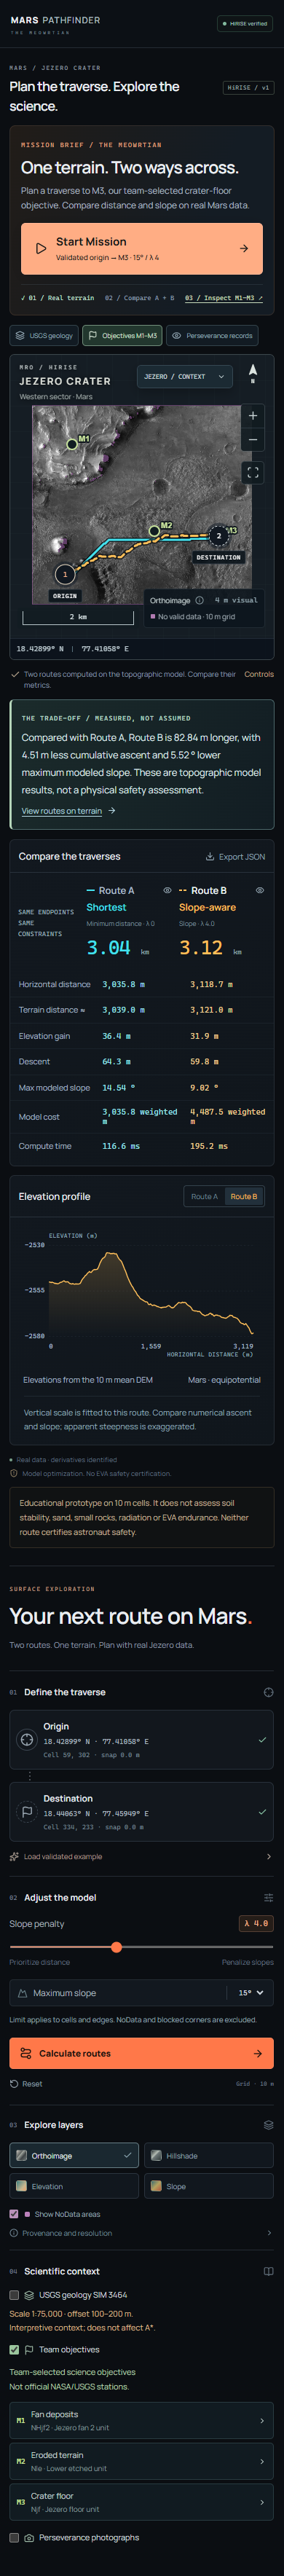 MARS PATHFINDER
THE MEOWRTIAN
HiRISE verified
MARS / JEZERO CRATER
Plan the traverse. Explore the
science.
HiRISE / v1
MISSION BRIEF / THE MEOWRTIAN
One terrain. Two ways across.
Plan a traverse to M3, our team-selected crater-floor
objective. Compare distance and slope on real Mars data.
Start Mission
Validated origin → M3 · 15° / λ 4
✓ 01 / Real terrain
02 / Compare A + B
03 / Inspect M1–M3 ↗
USGS geology
Objectives M1–M3
Perseverance records
MRO / HIRISE
JEZERO CRATER
Western sector · Mars
JEZERO / CONTEXT
N
M1
M2
M3
1
2
ORIGIN
DESTINATION
2 km
Orthoimage
4 m visual
No valid data · 10 m grid
18.42899° N | 77.41058° E
Two routes computed on the topographic model. Compare their
metrics.
Controls
THE TRADE-OFF / MEASURED, NOT ASSUMED
Compared with Route A, Route B is 82.84 m longer, with
4.51 m less cumulative ascent and 5.52° lower
maximum modeled slope. These are topographic model
results, not a physical safety assessment.
View routes on terrain →
Compare the traverses
Export JSON
SAME ENDPOINTS
SAME
CONSTRAINTS
Route A
Shortest
Minimum distance · λ 0
3.04 km
Route B
Slope-aware
Slope · λ 4.0
3.12 km
Horizontal distance 3,035.8 m 3,118.7 m
Terrain distance ≈ 3,039.0 m 3,121.0 m
Elevation gain 36.4 m 31.9 m
Descent 64.3 m 59.8 m
Max modeled slope 14.54 ° 9.02 °
Model cost 3,035.8 weighted m 4,487.5 weighted m
Compute time 116.6 ms 195.2 ms
Elevation profile
Route A
Route B
ELEVATION (m)
−2530
−2555
−2580
0
1,559
3,119
HORIZONTAL DISTANCE (m)
Elevations from the 10 m mean DEM
Mars · equipotential
Vertical scale is fitted to this route. Compare numerical ascent
and slope; apparent steepness is exaggerated.
Real data · derivatives identified
Model optimization. No EVA safety certification.
Educational prototype on 10 m cells. It does not assess soil
stability, sand, small rocks, radiation or EVA endurance. Neither
route certifies astronaut safety.
SURFACE EXPLORATION
Your next route on Mars.
Two routes. One terrain. Plan with real Jezero data.
01 Define the traverse
Origin
18.42899° N · 77.41058° E
Cell 59, 302 · snap 0.0 m
Destination
18.44063° N · 77.45949° E
Cell 334, 233 · snap 0.0 m
Load validated example
02 Adjust the model
Slope penalty
λ 4.0
Prioritize distance
Penalize slopes
Maximum slope
15°
Limit applies to cells and edges. NoData and blocked corners are excluded.
Calculate routes
Reset
Grid · 10 m
03 Explore layers
Orthoimage
Hillshade
Elevation
Slope
Show NoData areas
Provenance and resolution
04 Scientific context
USGS geology SIM 3464
Scale 1:75,000 · offset 100–200 m.
Interpretive context; does not affect A*.
Team objectives
Team-selected science objectives
Not official NASA/USGS stations.
M1 Fan deposits
NHjf2 · Jezero fan 2 unit
M2 Eroded terrain
Nle · Lower etched unit
M3 Crater floor
Njf · Jezero floor unit
Perseverance photographs